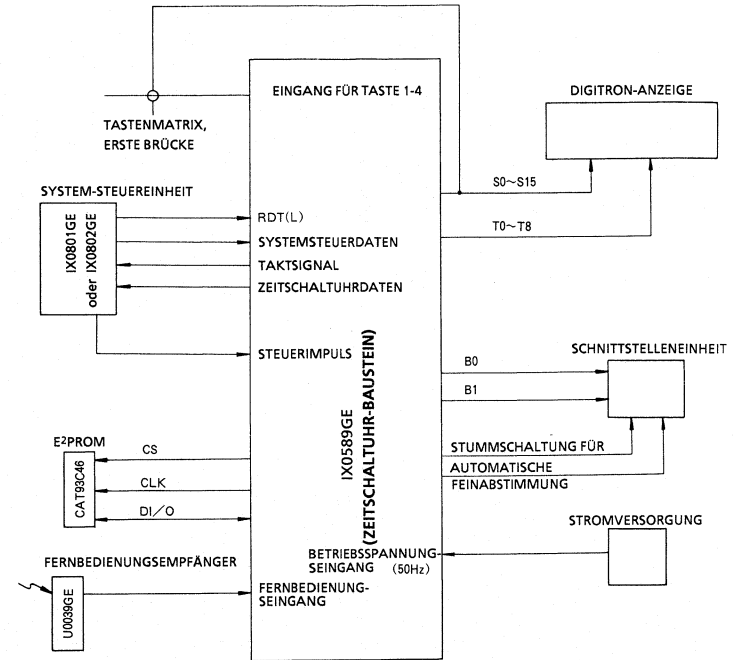 EINGANG FÜR TASTE 1-4
DIGITRON-ANZEIGE
TASTENMATRIX,
ERSTE BRÜCKE
S0~S15
T0~T8
SYSTEM-STEUEREINHEIT
IX0801GE
oder IX0802GE
RDT(L)
SYSTEMSTEUERDATEN
TAKTSIGNAL
ZEITSCHALTUHRDATEN
STEUERIMPULS
IX0589GE
(ZEITSCHALTUHR-BAUSTEIN)
B0
B1
SCHNITTSTELLENEINHEIT
STUMMSCHALTUNG FÜR
AUTOMATISCHE
FEINABSTIMMUNG
E²PROM
CAT93C46
CS
CLK
DI/O
STROMVERSORGUNG
BETRIEBSSPANNUNG-
SEINGANG (50Hz)
FERNBEDIENUNGSEMPFÄNGER
U0039GE
FERNBEDIENUNG-
SEINGANG